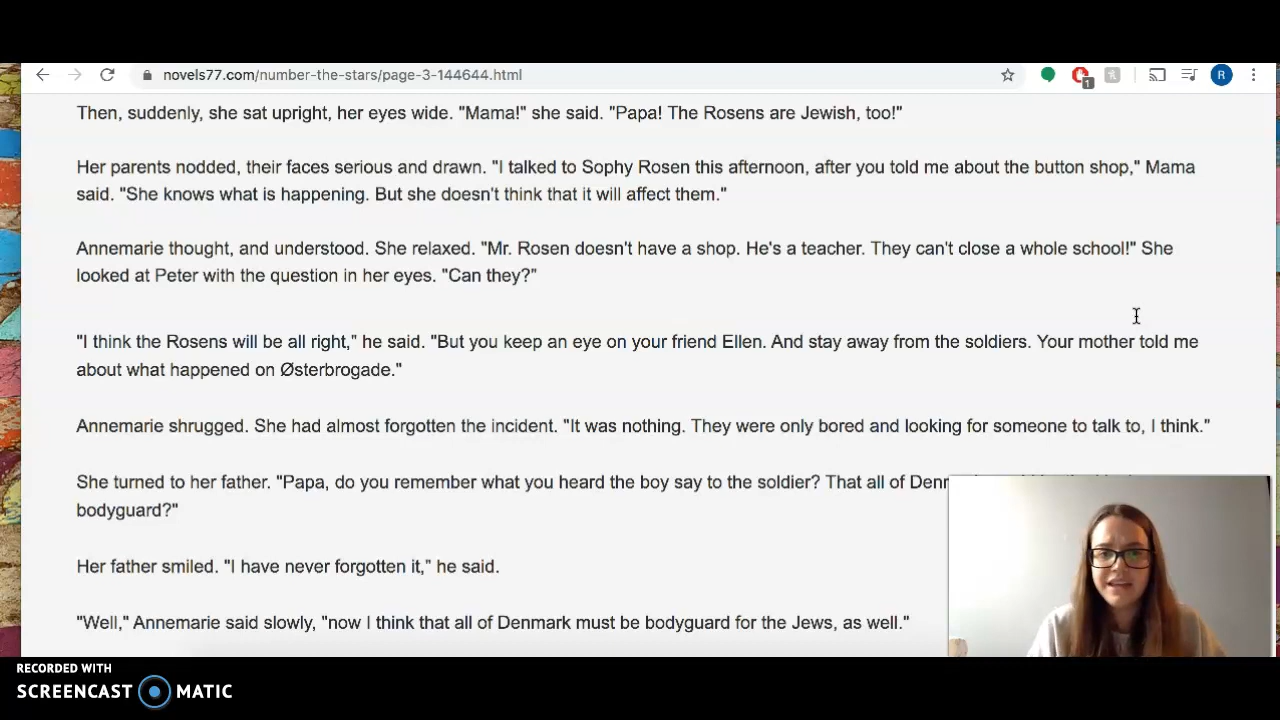 novels77.com/number-the-stars/page-3-144644.html
1
R
Then, suddenly, she sat upright, her eyes wide. "Mama!" she said. "Papa! The Rosens are Jewish, too!"
Her parents nodded, their faces serious and drawn. "I talked to Sophy Rosen this afternoon, after you told me about the button shop," Mama
said. "She knows what is happening. But she doesn't think that it will affect them."
Annemarie thought, and understood. She relaxed. "Mr. Rosen doesn't have a shop. He's a teacher. They can't close a whole school!" She
looked at Peter with the question in her eyes. "Can they?"
"I think the Rosens will be all right," he said. "But you keep an eye on your friend Ellen. And stay away from the soldiers. Your mother told me
about what happened on Østerbrogade."
Annemarie shrugged. She had almost forgotten the incident. "It was nothing. They were only bored and looking for someone to talk to, I think."
She turned to her father. "Papa, do you remember what you heard the boy say to the soldier? That all of
bodyguard?"
Her father smiled. "I have never forgotten it," he said.
"Well," Annemarie said slowly, "now I think that all of Denmark must be bodyguard for the Jews, as well."
RECORDED WITH
SCREENCAST MATIC